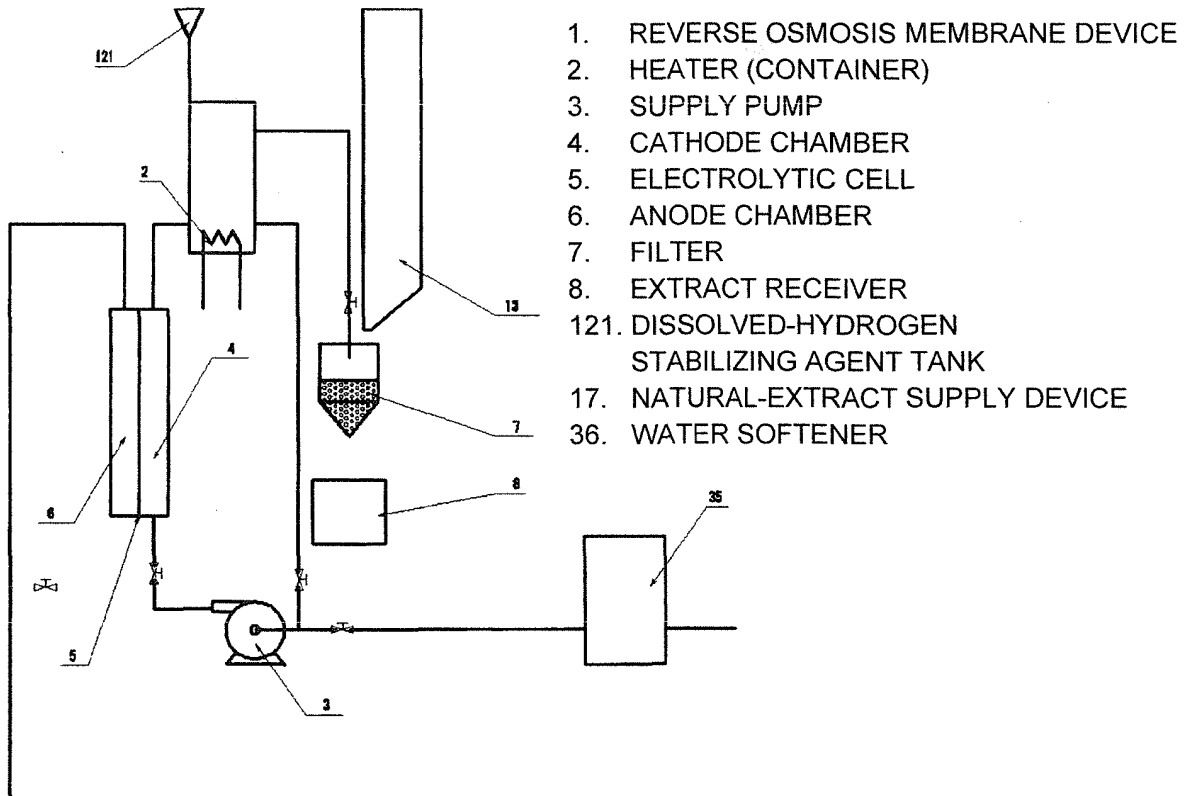 1. REVERSE OSMOSIS MEMBRANE DEVICE
2. HEATER (CONTAINER)
3. SUPPLY PUMP
4. CATHODE CHAMBER
5. ELECTROLYTIC CELL
6. ANODE CHAMBER
7. FILTER
8. EXTRACT RECEIVER
121. DISSOLVED-HYDROGEN
STABILIZING AGENT TANK
17. NATURAL-EXTRACT SUPPLY DEVICE
36. WATER SOFTENER
121
2
13
4
7
6
8
35
5
3